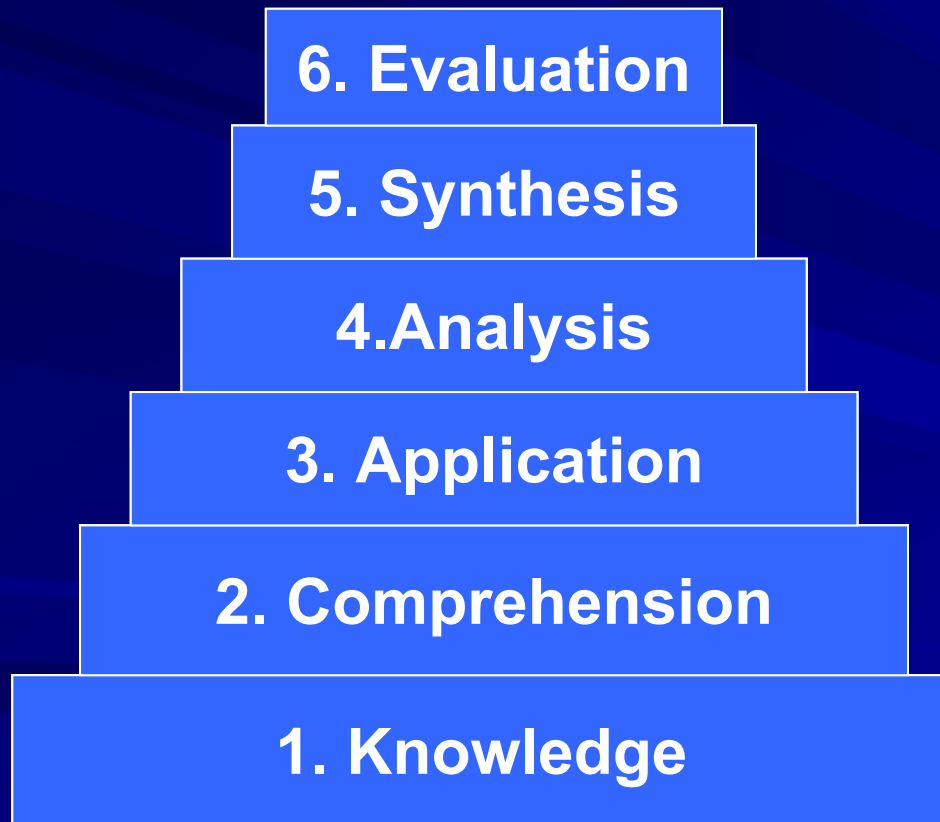 6. Evaluation
5. Synthesis
4.Analysis
3. Application
2. Comprehension
1. Knowledge